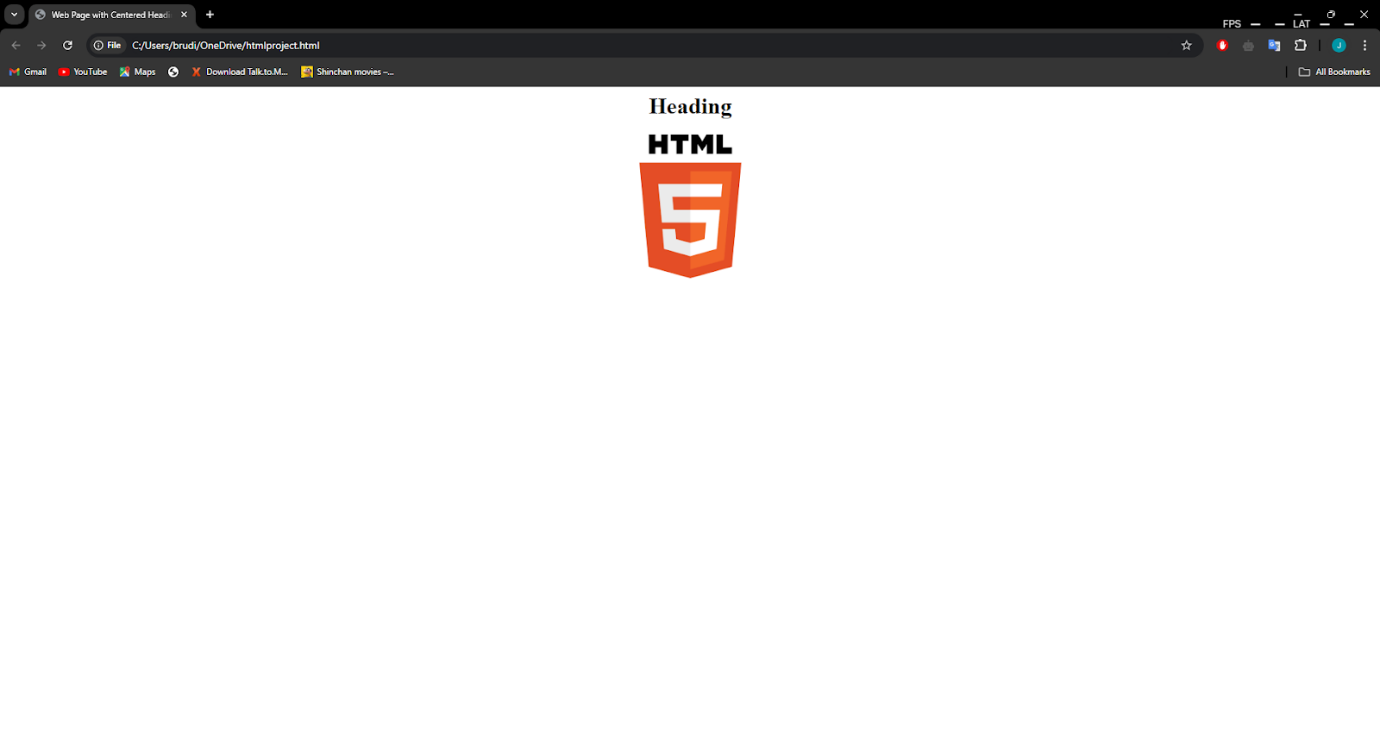 Web Page with Centered Headi
FPS LAT
File C:/Users/brudi/OneDrive/htmlproject.html J
Gmail YouTube Maps Download Talk.to.M... Shinchan movies –... All Bookmarks
Heading
HTML
5